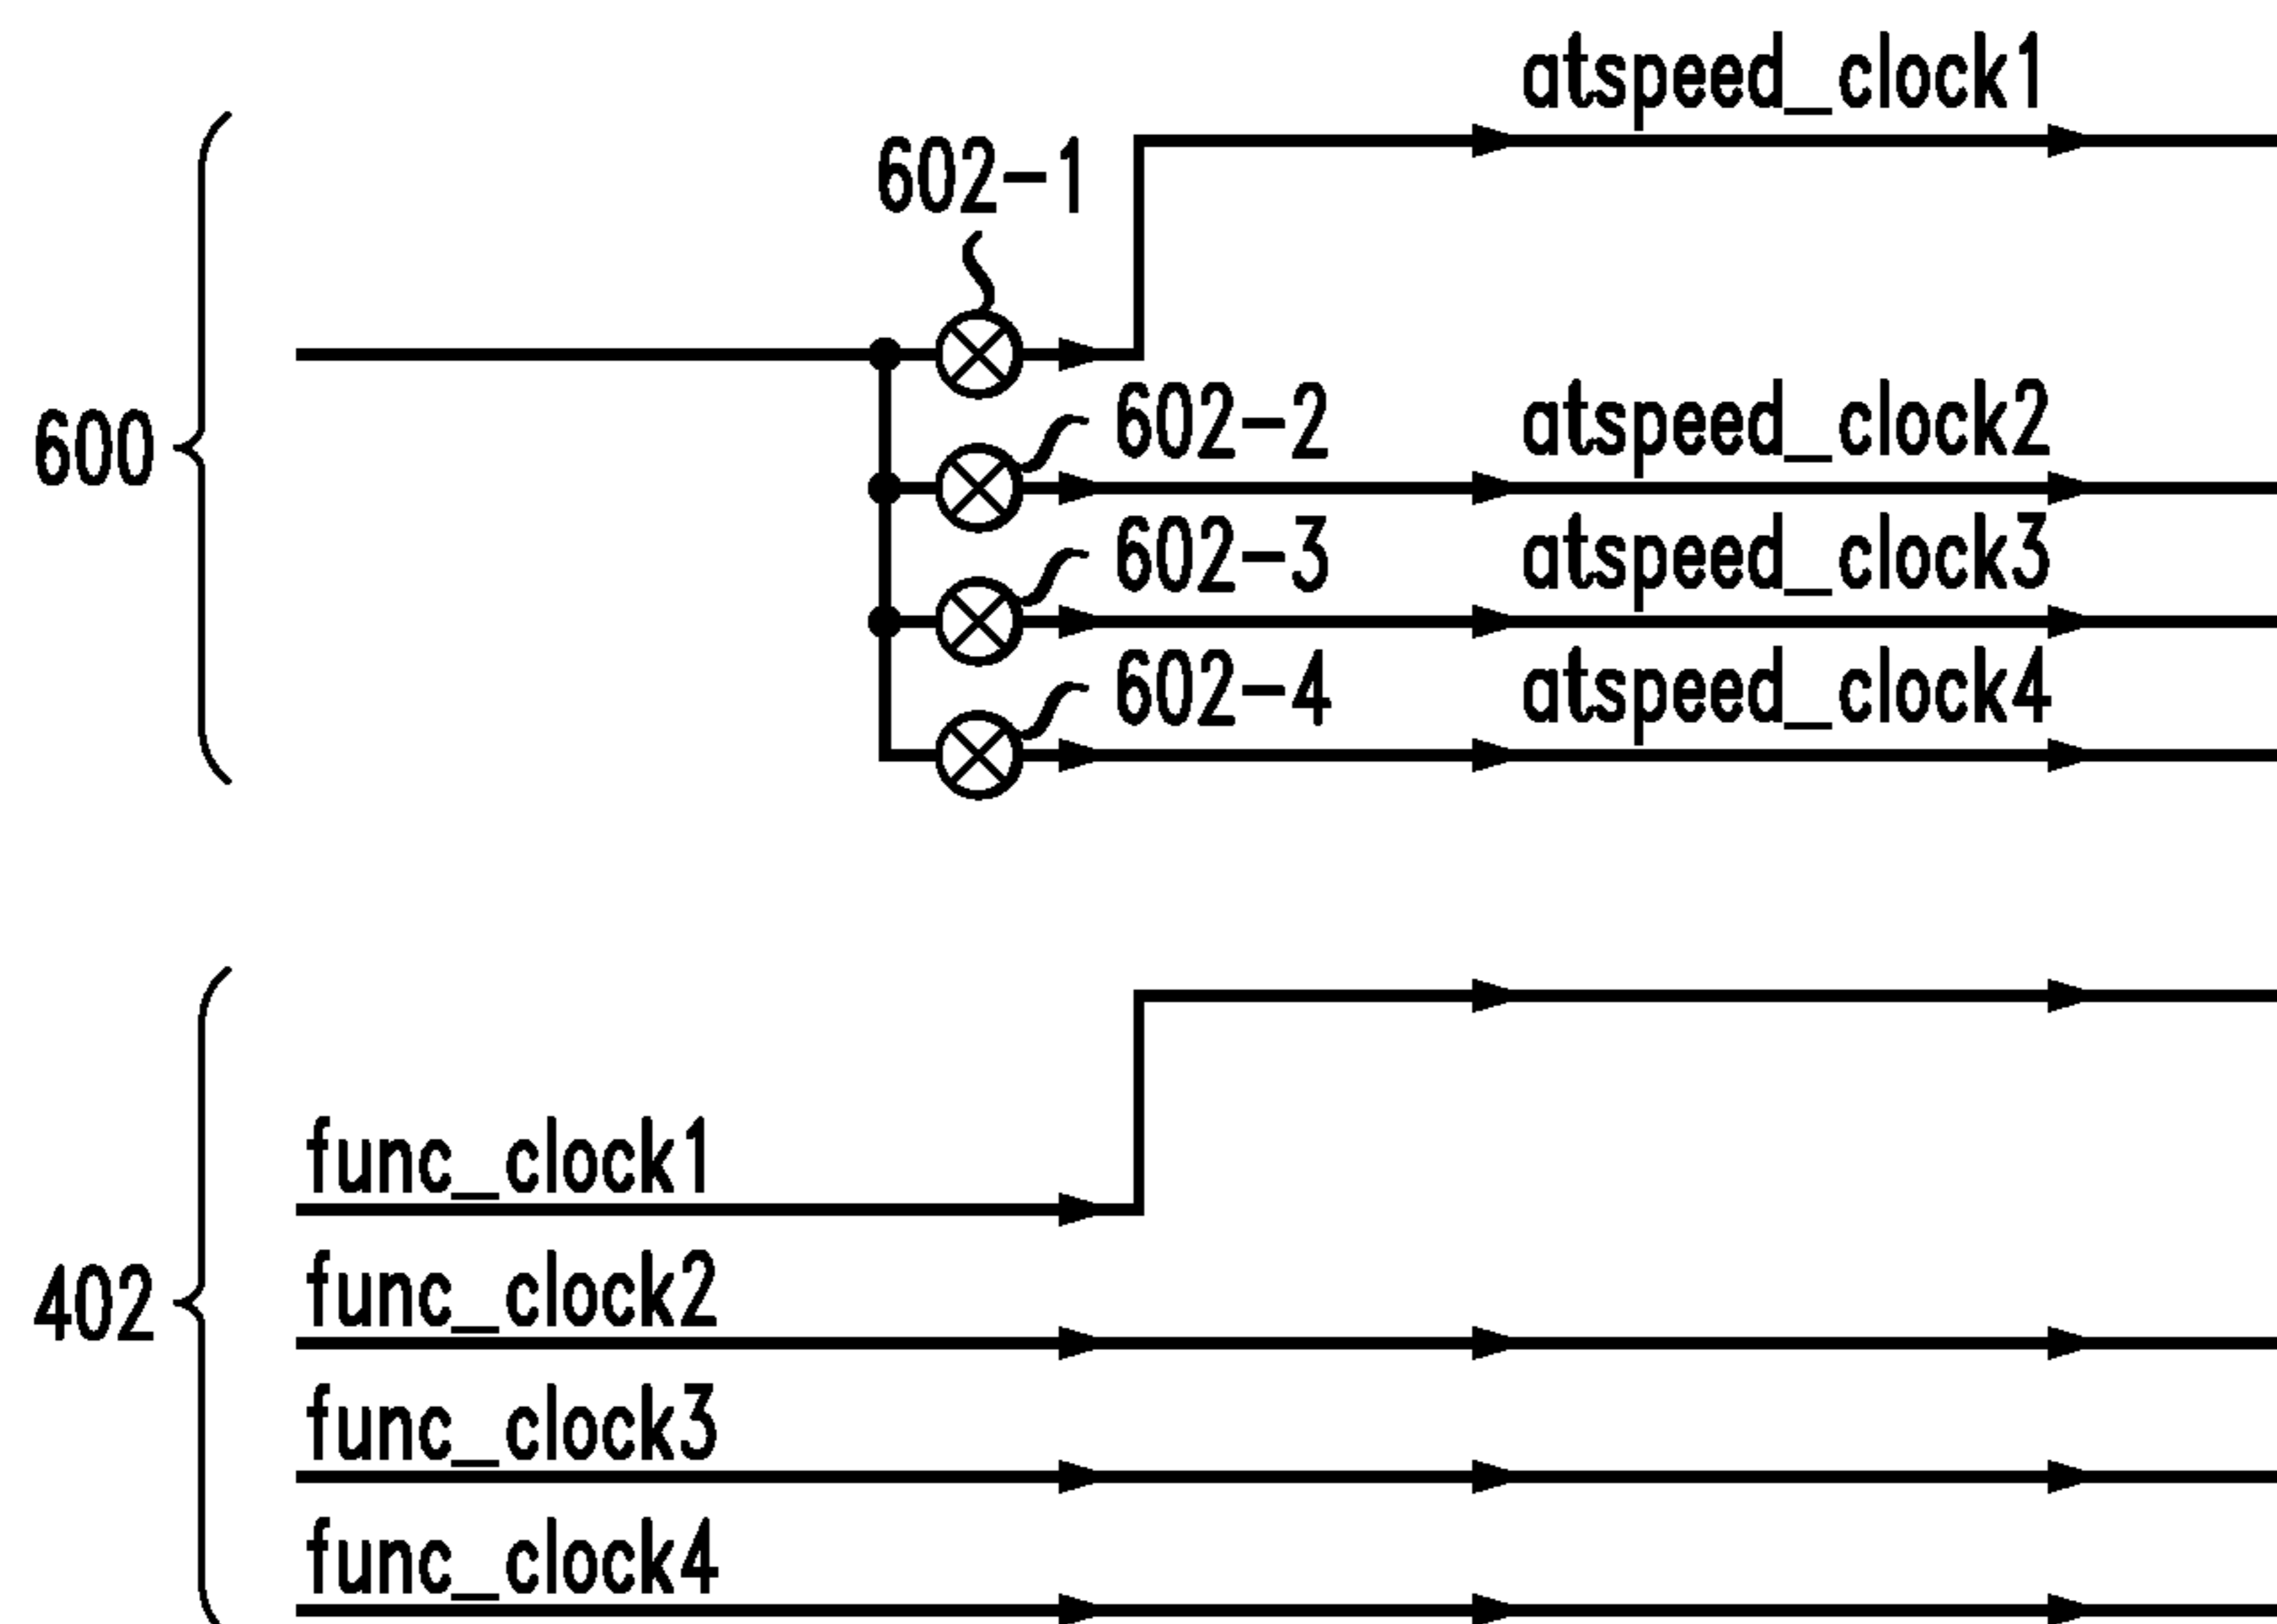 atspeed_clock1
602-1
602-2 atspeed_clock2
600
602-3 atspeed_clock3
602-4 atspeed_clock4
func_clock1
402
func_clock2
func_clock3
func_clock4